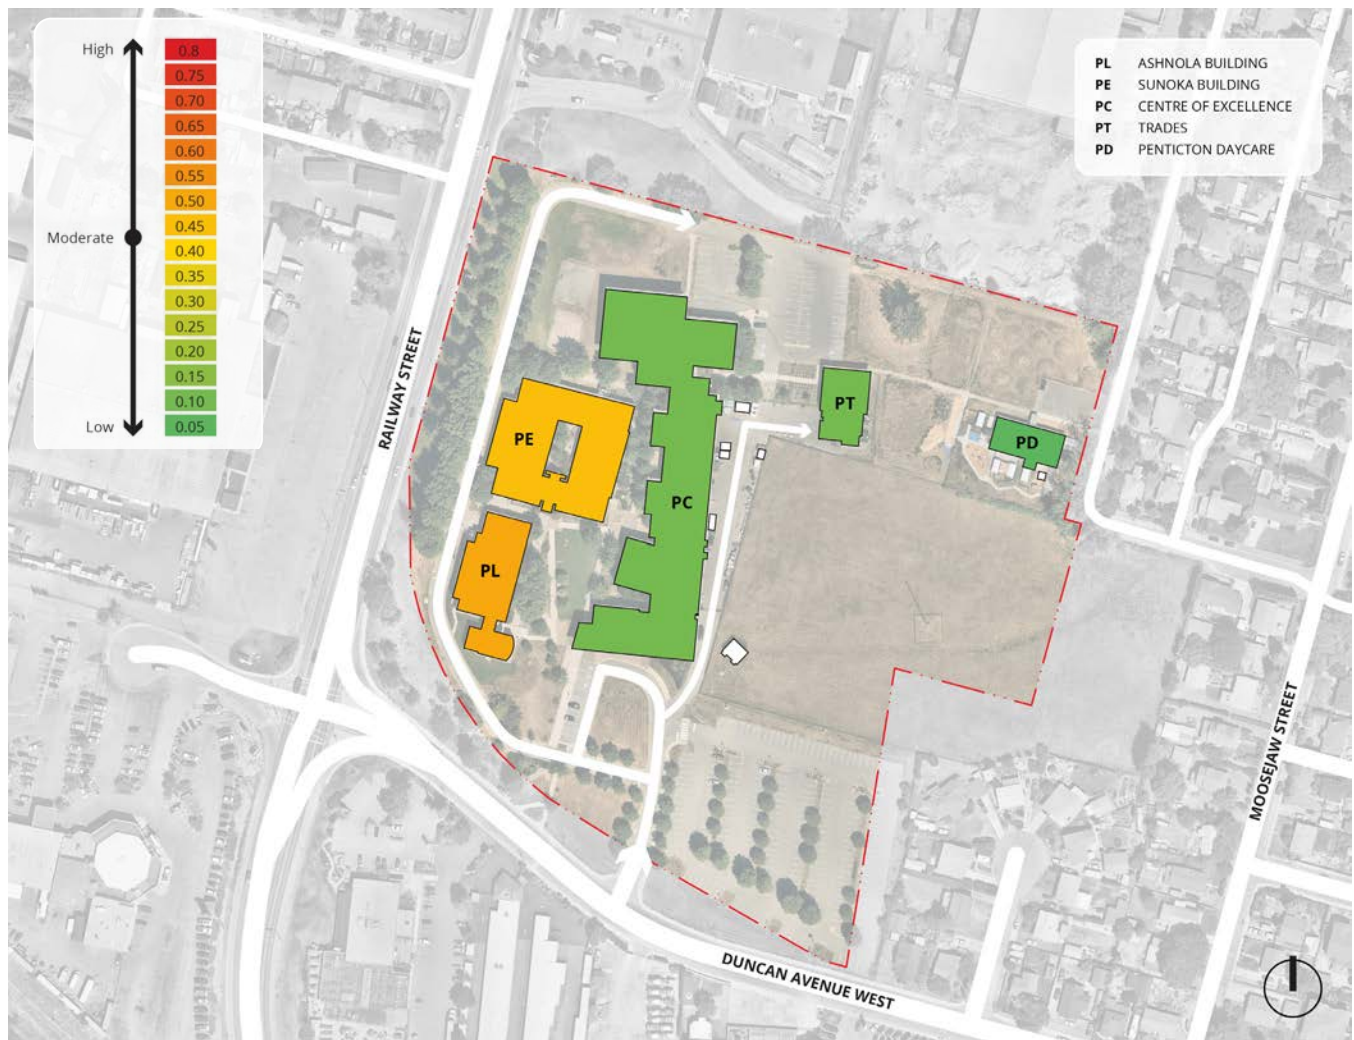 High
Moderate
Low
0.8
0.75
0.70
0.65
0.60
0.55
0.50
0.45
0.40
0.35
0.30
0.25
0.20
0.15
0.10
0.05
PL ASHNOLA BUILDING
PE SUNOKA BUILDING
PC CENTRE OF EXCELLENCE
PT TRADES
PD PENTICTON DAYCARE
RAILWAY STREET
PE
PL
PC
PT
PD
MOOSEJAW STREET
DUNCAN AVENUE WEST